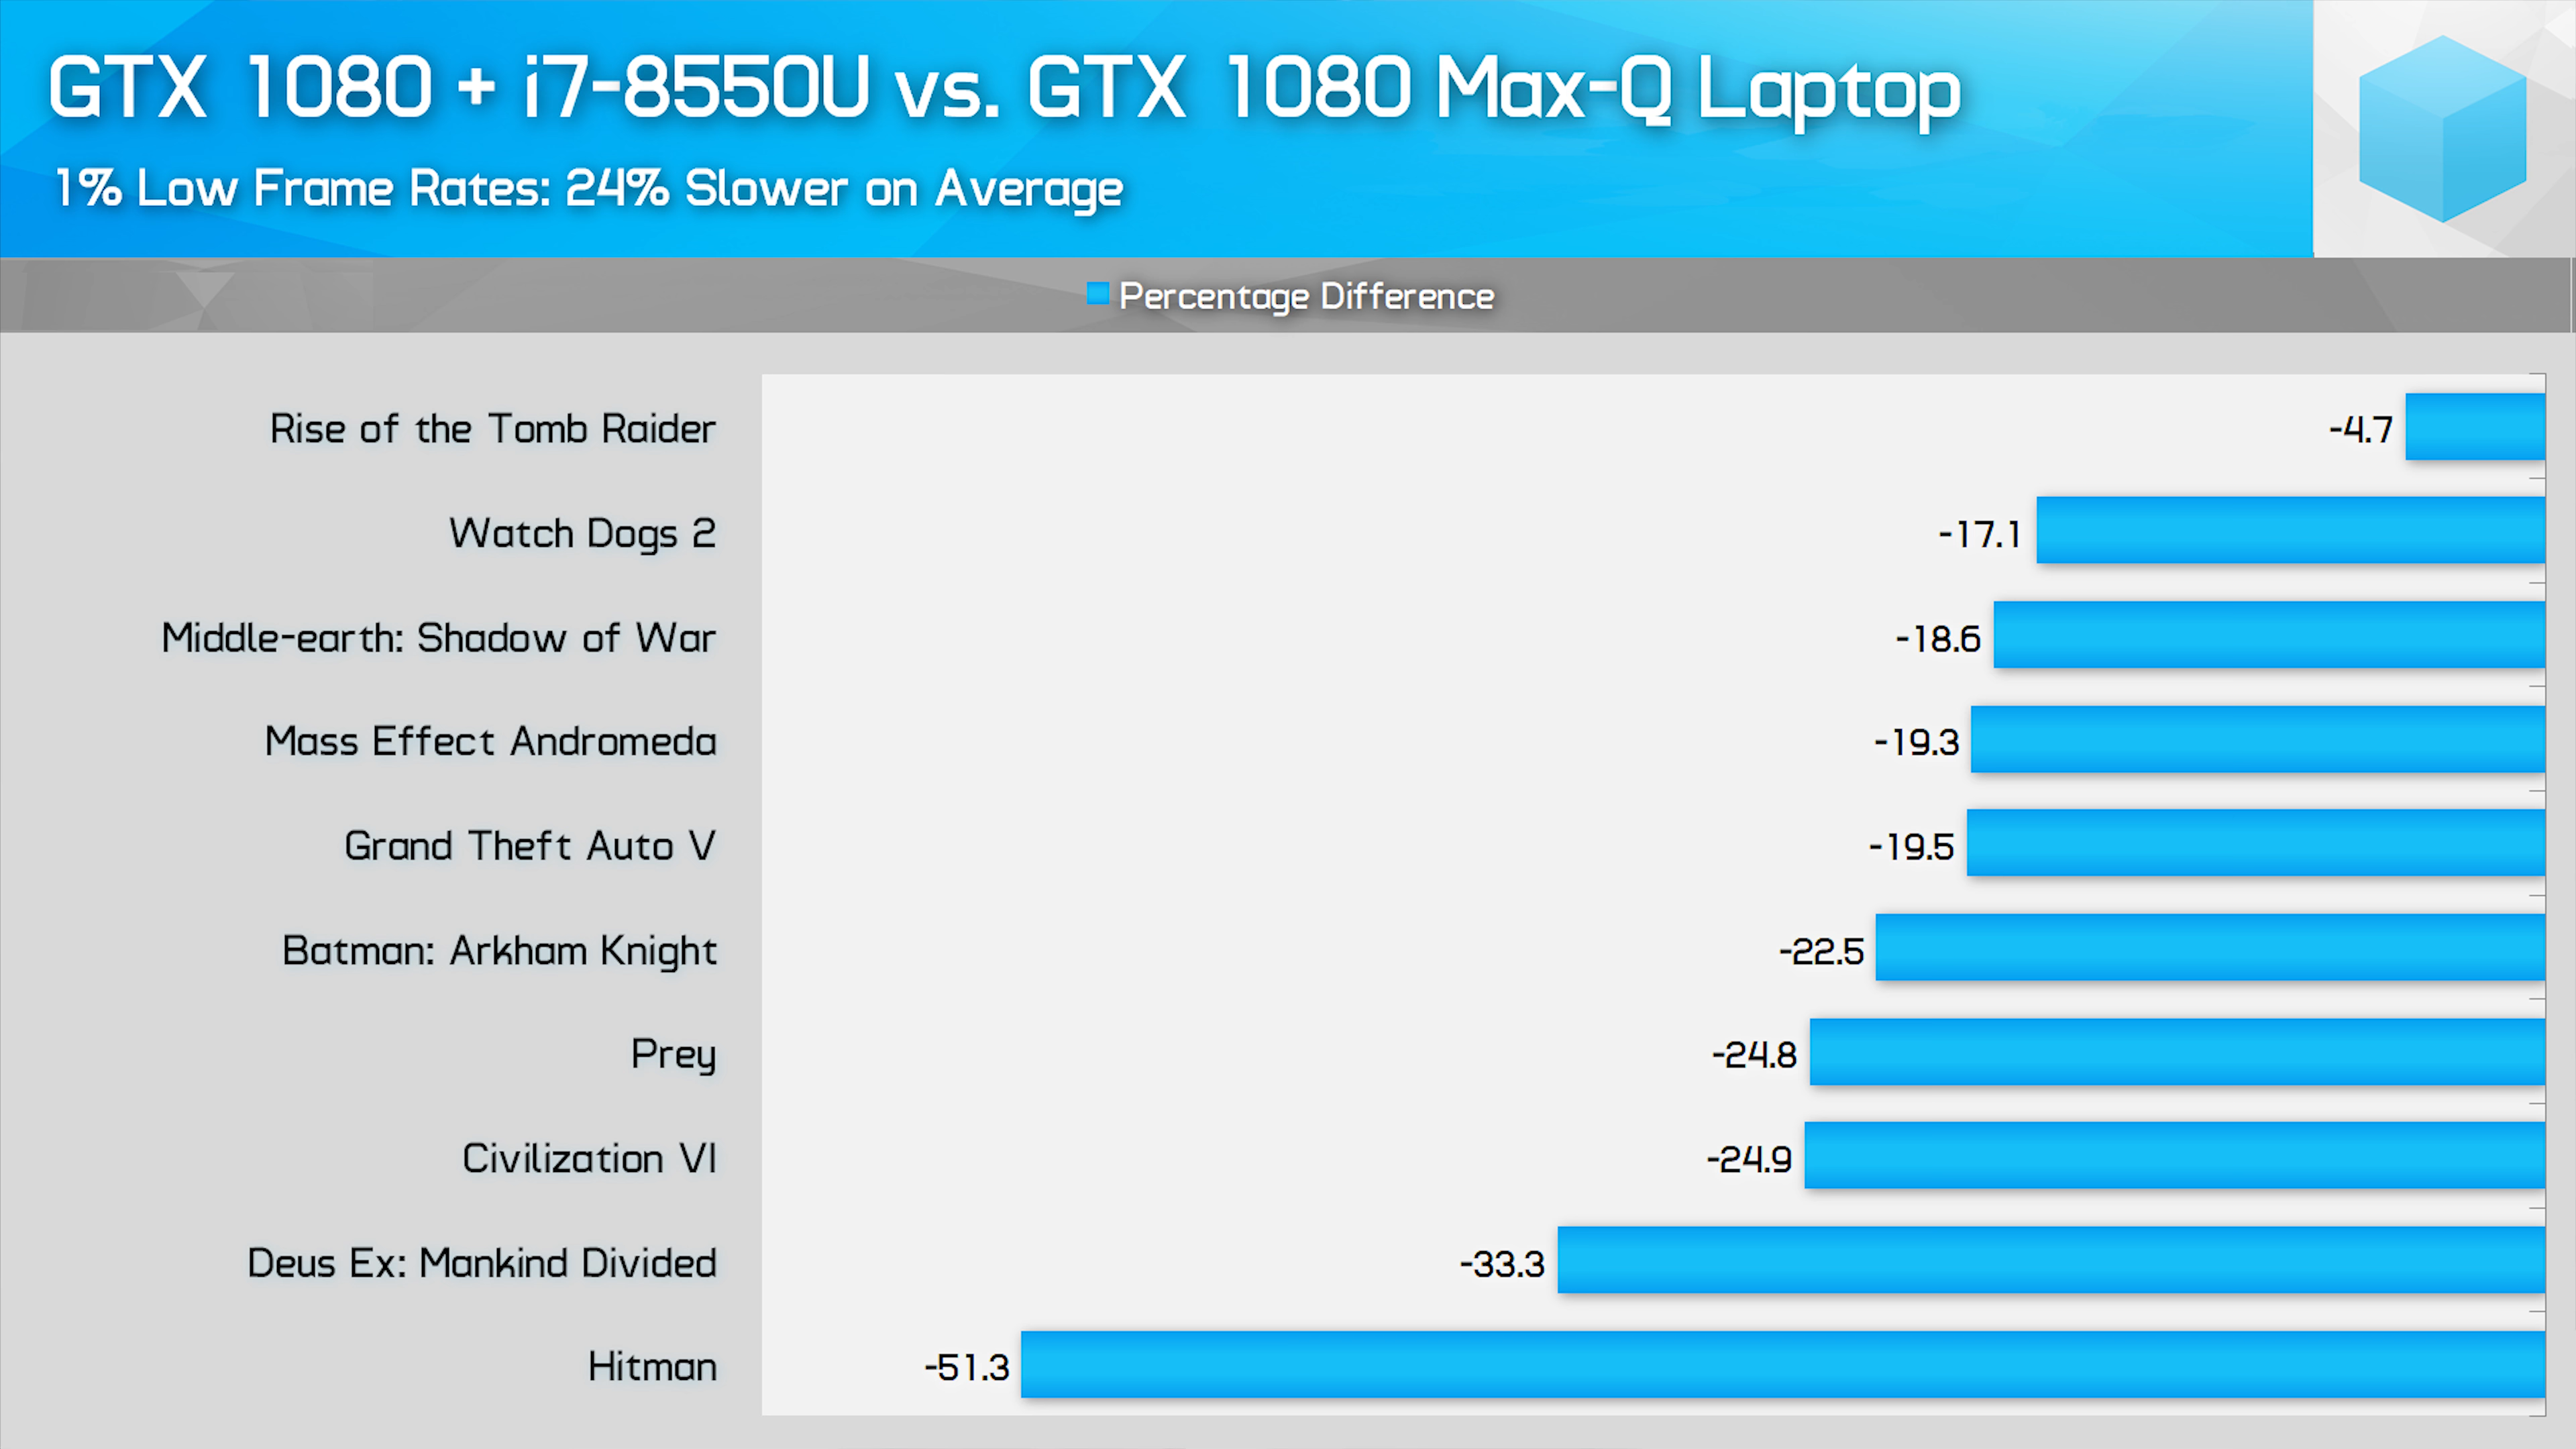 GTX 1080 + i7-8550U vs. GTX 1080 Max-Q Laptop
1% Low Frame Rates: 24% Slower on Average
Percentage Difference
Rise of the Tomb Raider -4.7
Watch Dogs 2 -17.1
Middle-earth: Shadow of War -18.6
Mass Effect Andromeda -19.3
Grand Theft Auto V -19.5
Batman: Arkham Knight -22.5
Prey -24.8
Civilization VI -24.9
Deus Ex: Mankind Divided -33.3
Hitman -51.3